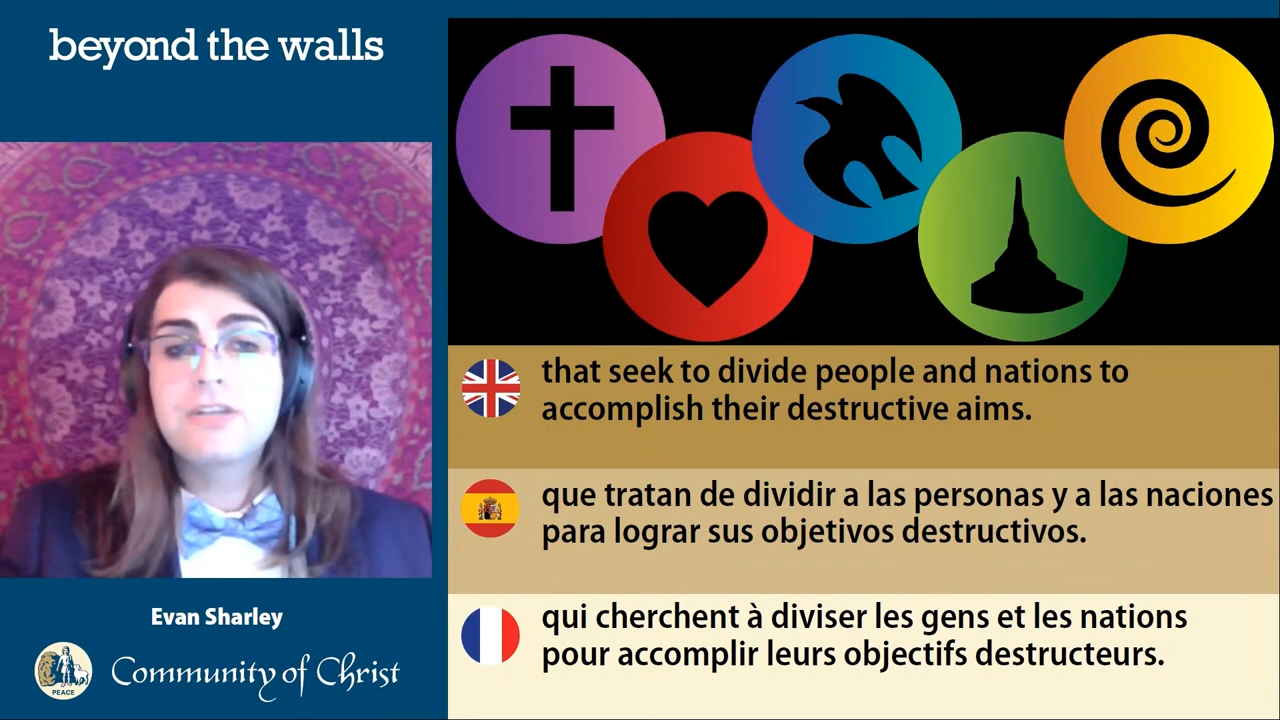 beyond the walls
that seek to divide people and nations to
accomplish their destructive aims.
que tratan de dividir a las personas y a las naciones
para lograr sus objetivos destructivos.
qui cherchent à diviser les gens et les nations
pour accomplir leurs objectifs destructeurs.
Evan Sharley
Community of Christ
PEACE